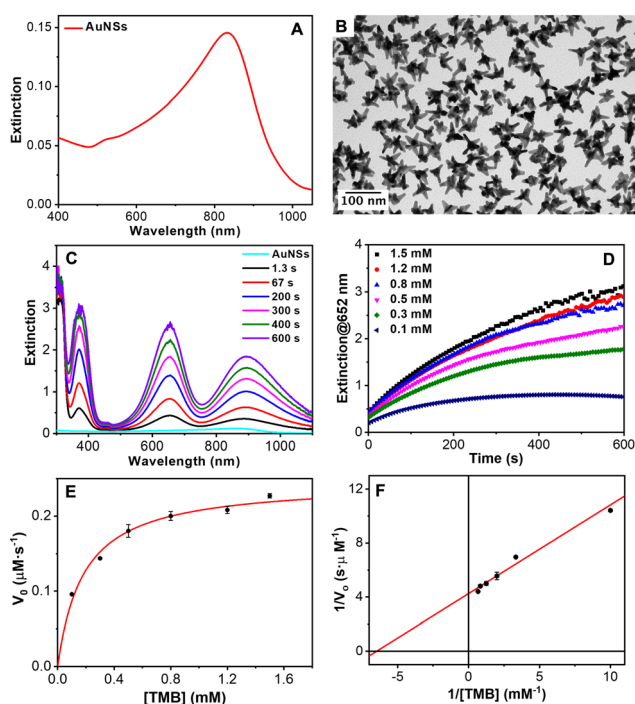 AuNSs
A
Extinction
0.15
0.10
0.05
0.00
400 600 800 1000
Wavelength (nm)
B
100 nm
C
AuNSs
1.3 s
67 s
200 s
300 s
400 s
600 s
Extinction
4
3
2
1
0
400 600 800 1000
Wavelength (nm)
D
1.5 mM
1.2 mM
0.8 mM
0.5 mM
0.3 mM
0.1 mM
Extinction@652 nm
4
3
2
1
0
0 200 400 600
Time (s)
E
V0 (μM·s-1)
0.2
0.1
0.0
0.0 0.4 0.8 1.2 1.6
[TMB] (mM)
F
1/Vo (s·μ M-1)
12
8
4
0
-5 0 5 10
1/[TMB] (mM-1)